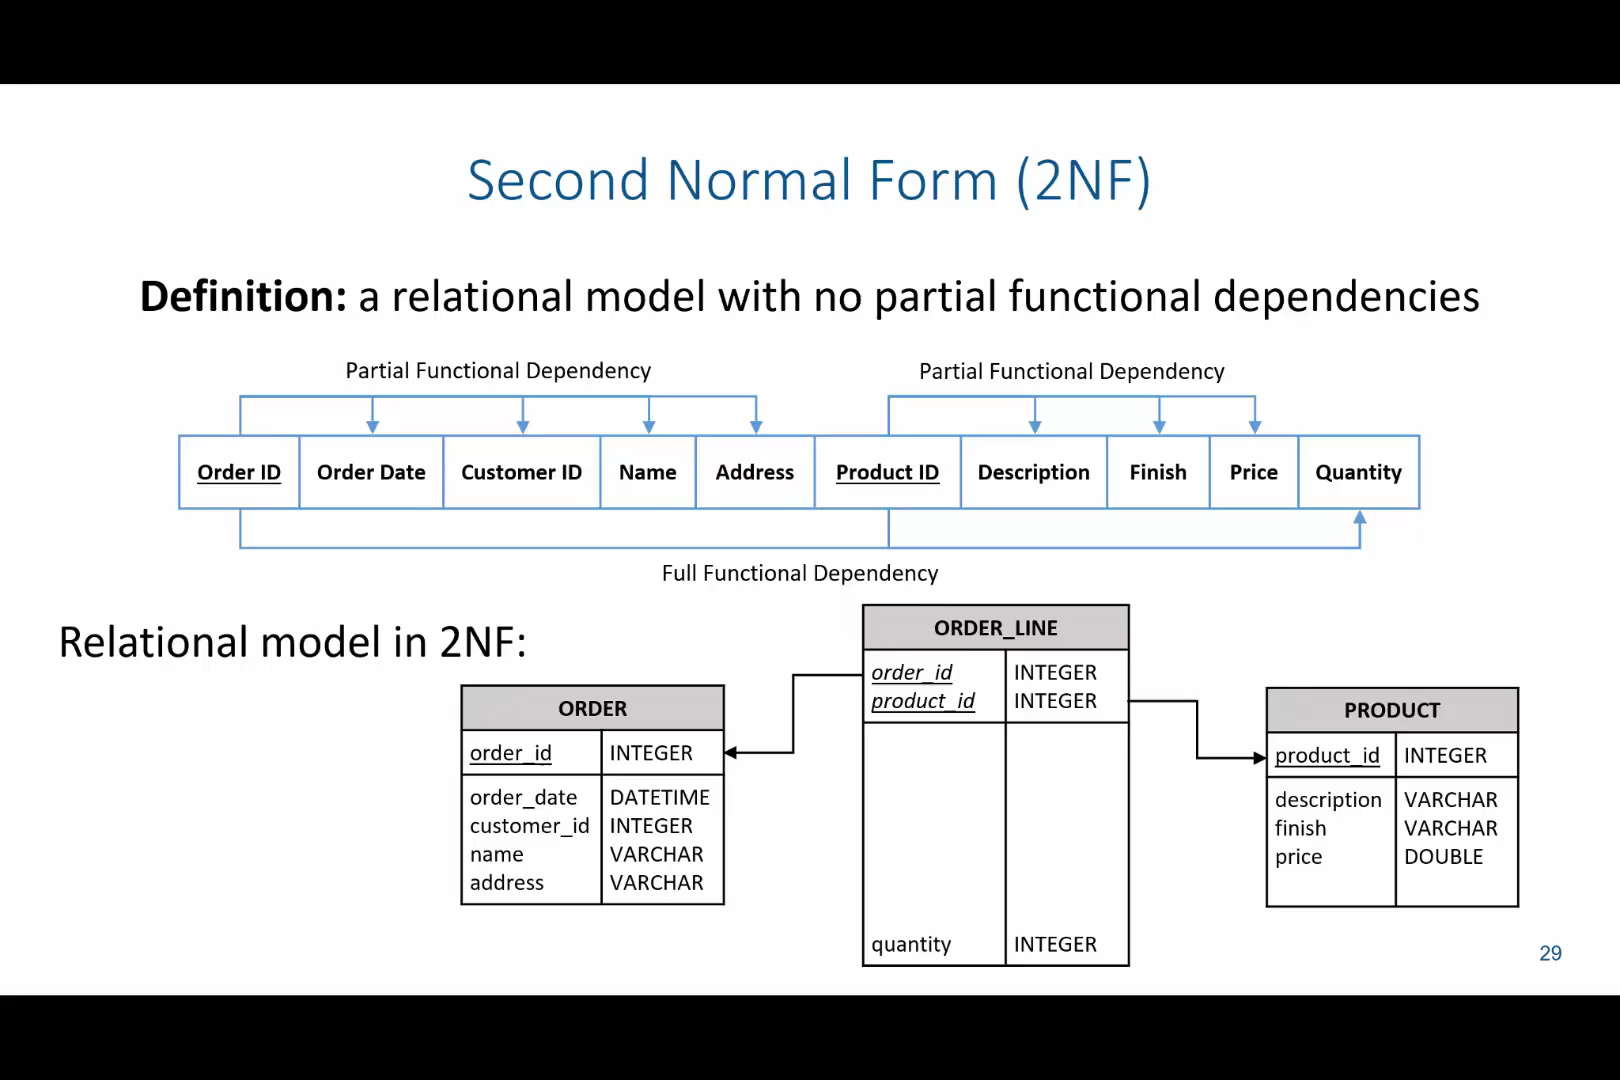 Second Normal Form (2NF)
Definition: a relational model with no partial functional dependencies
Partial Functional Dependency
Partial Functional Dependency
Order ID Order Date Customer ID Name Address Product ID Description Finish Price Quantity
Full Functional Dependency
Relational model in 2NF:
ORDER
order_id INTEGER
order_date DATETIME
customer_id INTEGER
name VARCHAR
address VARCHAR
ORDER_LINE
order_id INTEGER
product_id INTEGER
quantity INTEGER
PRODUCT
product_id INTEGER
description VARCHAR
finish VARCHAR
price DOUBLE
29